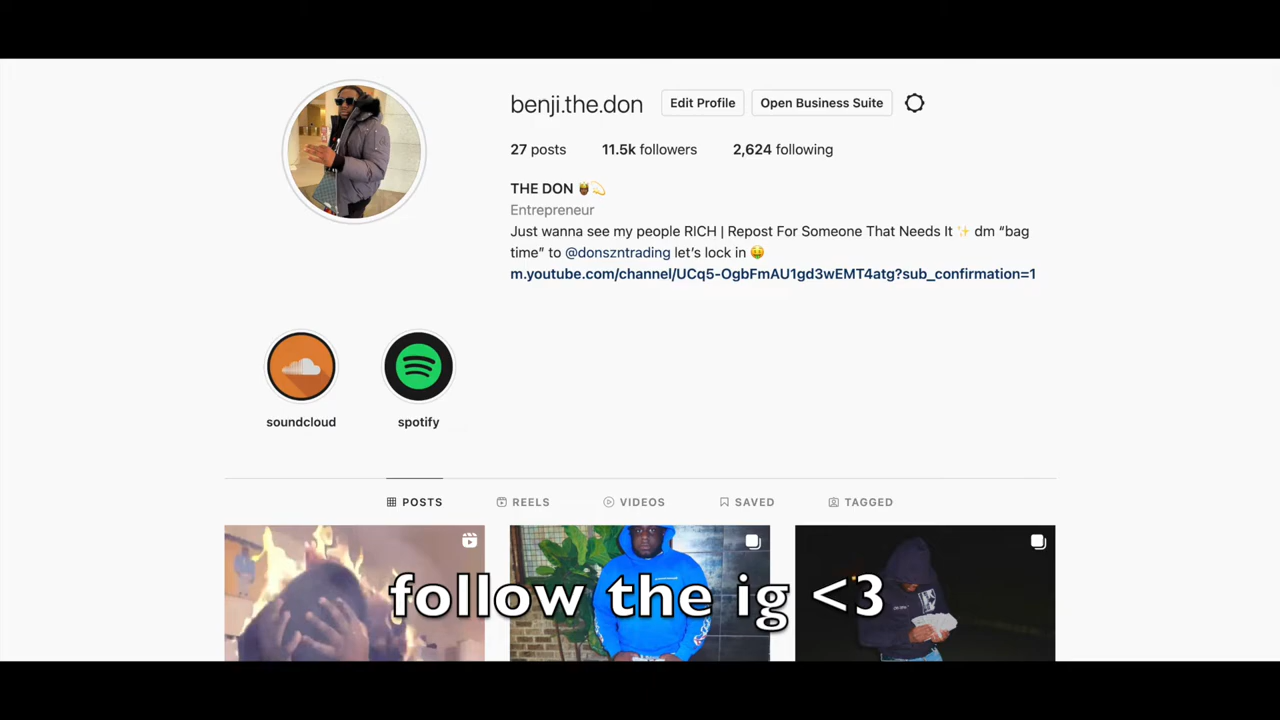 benji.the.don Edit Profile Open Business Suite
27 posts 11.5k followers 2,624 following
THE DON 🤴🏿💫
Entrepreneur
Just wanna see my people RICH | Repost For Someone That Needs It ✨ dm “bag
time” to @donszntrading let’s lock in 🤑
m.youtube.com/channel/UCq5-OgbFmAU1gd3wEMT4atg?sub_confirmation=1
soundcloud spotify
POSTS REELS VIDEOS SAVED TAGGED
follow the ig <3